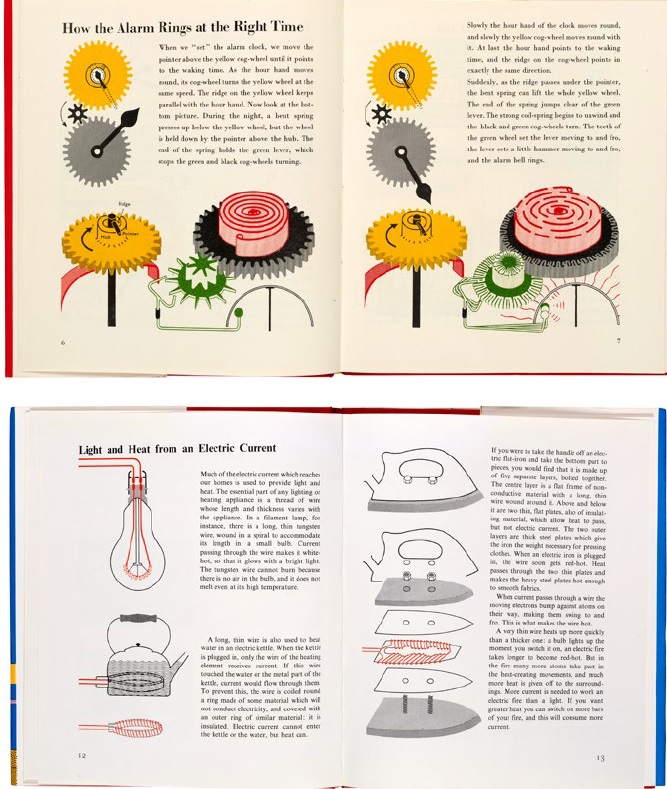 How the Alarm Rings at the Right Time
When we "set" the alarm clock, we move the
pointer above the yellow cog-wheel until it points
to the waking time. As the hour hand moves
round, its cog-wheel turns the yellow wheel at the
same speed. The ridge on the yellow wheel keeps
parallel with the hour hand. Now look at the bot-
tom picture. During the night, a bent spring
presses up below the yellow wheel, but the wheel
is held down by the pointer above the hub. The
end of the spring holds the green lever, which
stops the green and black cog-wheels turning.
Ridge
Hub
Pointer
6
Slowly the hour hand of the clock moves round,
and slowly the yellow cog-wheel moves round with
it. At last the hour hand points to the waking
time, and the ridge on the cog-wheel points in
exactly the same direction.
Suddenly, as the ridge passes under the pointer,
the bent spring can lift the whole yellow wheel.
The end of the spring jumps clear of the green
lever. The strong coil-spring begins to unwind and
the black and green cog-wheels turn. The teeth of
the green wheel set the lever moving to and fro,
the lever sets a little hammer moving to and fro,
and the alarm bell rings.
7
Light and Heat from an Electric Current
Much of the electric current which reaches
our homes is used to provide light and
heat. The essential part of any lighting or
heating appliance is a thread of wire
whose length and thickness varies with
the appliance. In a filament lamp, for
instance, there is a long, thin tungsten
wire, wound in a spiral to accommodate
its length in a small bulb. Current
passing through the wire makes it white-
hot, so that it glows with a bright light.
The tungsten wire cannot burn because
there is no air in the bulb, and it does not
melt even at its high temperature.
A long, thin wire is also used to heat
water in an electric kettle. When the kettle
is plugged in, only the wire of the heating
element receives current. If this wire
touched the water or the metal part of the
kettle, current would flow through them.
To prevent this, the wire is coiled round
a ring made of some material which will
not conduct electricity, and covered with
an outer ring of similar material: it is
insulated. Electric current cannot enter
the kettle or the water, but heat can.
12
If you were to take the handle off an elec-
tric flat-iron and take the bottom part to
pieces, you would find that it is made up
of five separate layers, bolted together.
The centre layer is a flat frame of non-
conductive material with a long, thin
wire wound around it. Above and below
it are two thin, flat plates, also of insulat-
ing material, which allow heat to pass,
but not electric current. The two outer
layers are thick steel plates which give
the iron the weight necessary for pressing
clothes. When an electric iron is plugged
in, the wire soon gets red-hot. Heat
passes through the two thin plates and
makes the heavy steel plates hot enough
to smooth fabrics.
When current passes through a wire the
moving electrons bump against atoms on
their way, making them swing to and
fro. This is what makes the wire hot.
A very thin wire heats up more quickly
than a thicker one: a bulb lights up the
moment you switch it on, an electric fire
takes longer to become red-hot. But in
the fire many more atoms take part in
the heat-creating movements, and much
more heat is given off to the surround-
ings. More current is needed to work an
electric fire than a light. If you want
greater heat you can switch on more bars
of your fire, and this will consume more
current.
13